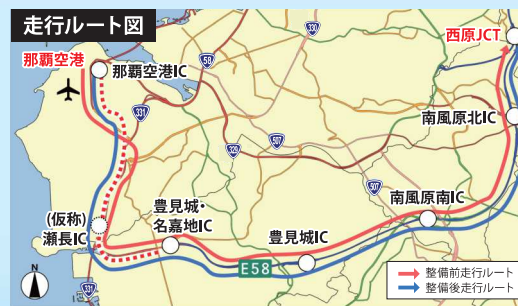 走行ルート図
那覇空港
那覇空港IC
58
330
西原JCT
331
507
329
南風原北IC
507
(仮称)
瀬長IC
豊見城・
名嘉地IC
豊見城IC
南風原南IC
E58
331
N
整備前走行ルート
整備後走行ルート